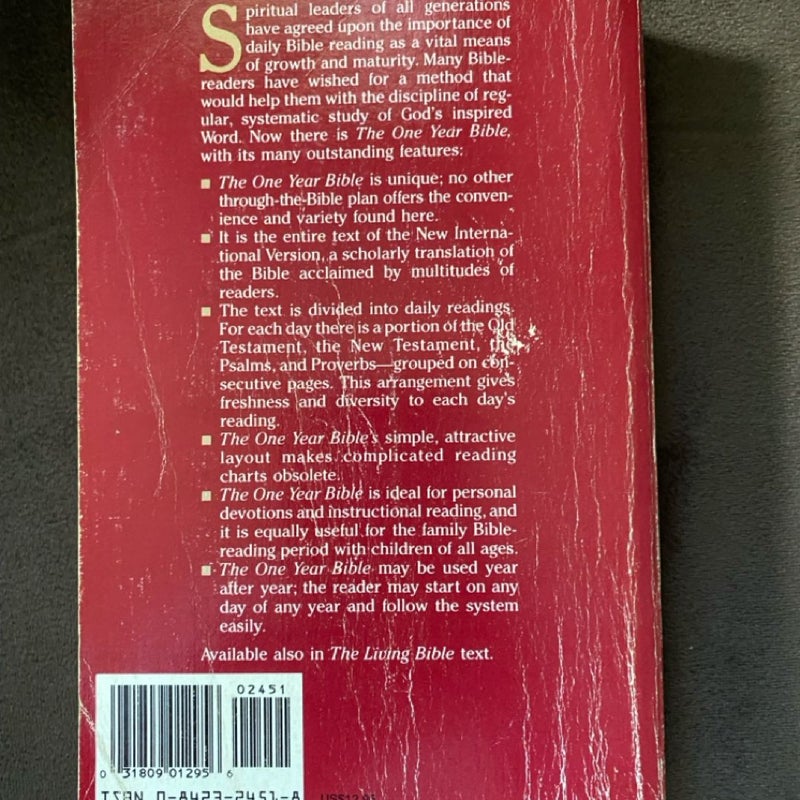 Spiritual leaders of all generations
have agreed upon the importance of
daily Bible reading as a vital means
of growth and maturity. Many Bible-
readers have wished for a method that
would help them with the discipline of reg-
ular, systematic study of God's inspired
Word. Now there is The One Year Bible,
with its many outstanding features:
■ The One Year Bible is unique; no other
through-the-Bible plan offers the conven-
ience and variety found here.
■ It is the entire text of the New Interna-
tional Version, a scholarly translation of
the Bible acclaimed by multitudes of
readers.
■ The text is divided into daily readings.
For each day there is a portion of the Old
Testament, the New Testament, the
Psalms, and Proverbs—grouped on con-
secutive pages. This arrangement gives
freshness and diversity to each day's
reading.
■ The One Year Bible's simple, attractive
layout makes complicated reading
charts obsolete.
■ The One Year Bible is ideal for personal
devotions and instructional reading, and
it is equally useful for the family Bible-
reading period with children of all ages.
■ The One Year Bible may be used year
after year; the reader may start on any
day of any year and follow the system
easily.
Available also in The Living Bible text.
02451
0 31809 01295 6
ISBN 0-8423-2451-8
US$12.95